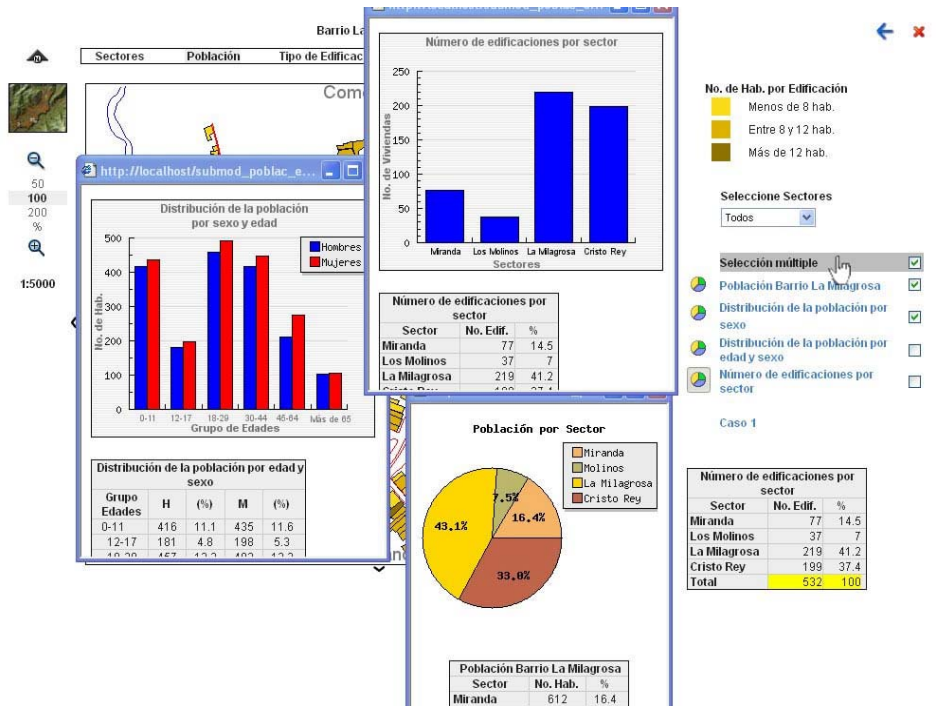 Barrio La
Sectores Población Tipo de Edificac
Com
50
100
200
%
1:5000
http://localhost/submod_poblac_e...
Distribución de la población
por sexo y edad
Hombres
Mujeres
No. de Hab.
500
400
300
200
100
0
0-11 12-17 18-29 30-44 45-64 Más de 65
Grupo de Edades
Distribución de la población por edad y
sexo
Grupo Edades H (%) M (%)
0-11 416 11.1 435 11.6
12-17 181 4.8 198 5.3
Número de edificaciones por sector
No. de Viviendas
250
200
150
100
50
0
Miranda Los Molinos La Milagrosa Cristo Rey
Sectores
Número de edificaciones por
sector
Sector No. Edif. %
Miranda 77 14.5
Los Molinos 37 7
La Milagrosa 219 41.2
Población por Sector
Miranda
Molinos
La Milagrosa
Cristo Rey
7.5%
16.4%
43.1%
33.0%
Población Barrio La Milagrosa
Sector No. Hab. %
Miranda 612 16.4
No. de Hab. por Edificación
Menos de 8 hab.
Entre 8 y 12 hab.
Más de 12 hab.
Seleccione Sectores
Todos
Selección múltiple
Población Barrio La Milagrosa
Distribución de la población por
sexo
Distribución de la población por
edad y sexo
Número de edificaciones por
sector
Caso 1
Número de edificaciones por
sector
Sector No. Edif. %
Miranda 77 14.5
Los Molinos 37 7
La Milagrosa 219 41.2
Cristo Rey 199 37.4
Total 532 100